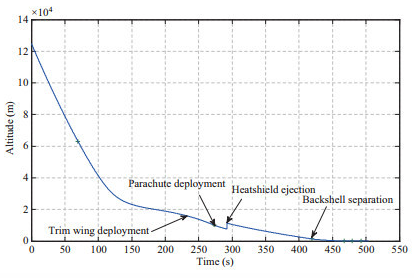 ×10⁴
14
12
10
8
6
4
2
0
Altitude (m)
Parachute deployment
Heatshield ejection
Backshell separation
Trim wing deployment
0 50 100 150 200 250 300 350 400 450 500 550
Time (s)